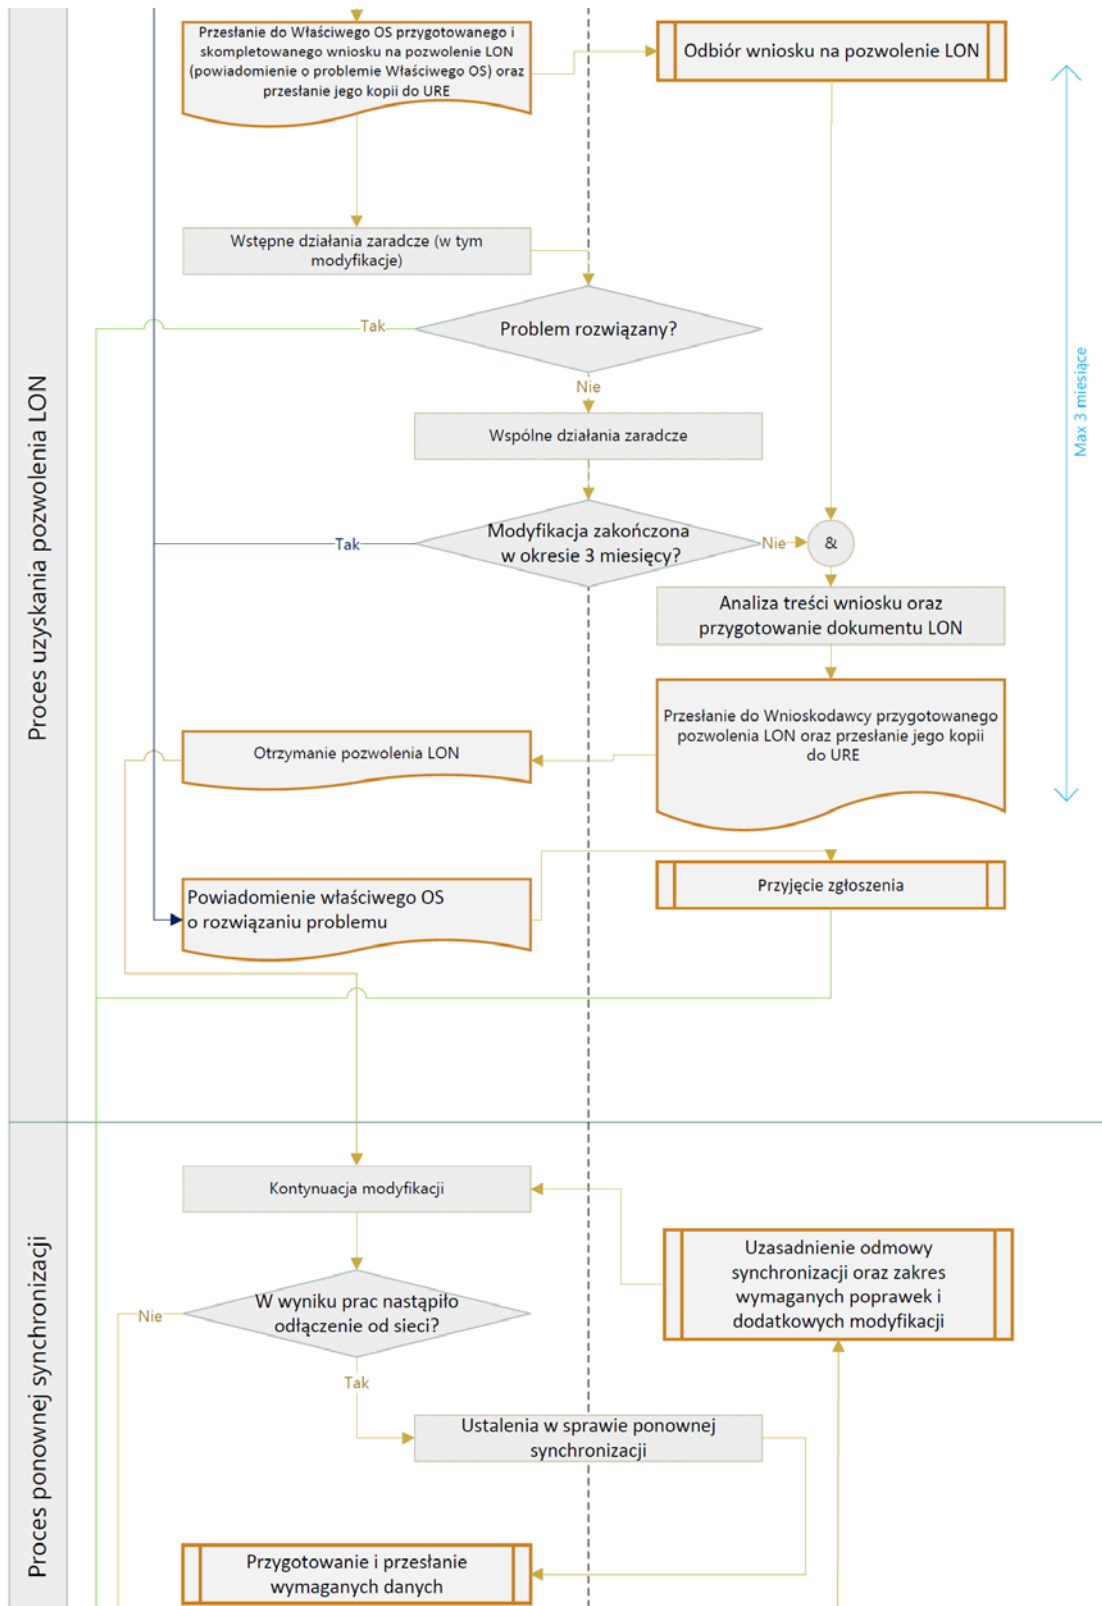 Proces uzyskania pozwolenia LON
Przesłanie do Właściwego OS przygotowanego i
skompletowanego wniosku na pozwolenie LON
(powiadomienie o problemie Właściwego OS) oraz
przesłanie jego kopii do URE
Odbiór wniosku na pozwolenie LON
Wstępne działania zaradcze (w tym
modyfikacje)
Problem rozwiązany?
Tak
Nie
Max 3 miesiące
Wspólne działania zaradcze
Modyfikacja zakończona
w okresie 3 miesięcy?
Tak
Nie
&
Analiza treści wniosku oraz
przygotowanie dokumentu LON
Przesłanie do Wnioskodawcy przygotowanego
pozwolenia LON oraz przesłanie jego kopii
do URE
Otrzymanie pozwolenia LON
Powiadomienie właściwego OS
o rozwiązaniu problemu
Przyjęcie zgłoszenia
Proces ponownej synchronizacji
Kontynuacja modyfikacji
Uzasadnienie odmowy
synchronizacji oraz zakres
wymaganych poprawek i
dodatkowych modyfikacji
W wyniku prac nastąpiło
odłączenie od sieci?
Nie
Tak
Ustalenia w sprawie ponownej
synchronizacji
Przygotowanie i przesłanie
wymaganych danych